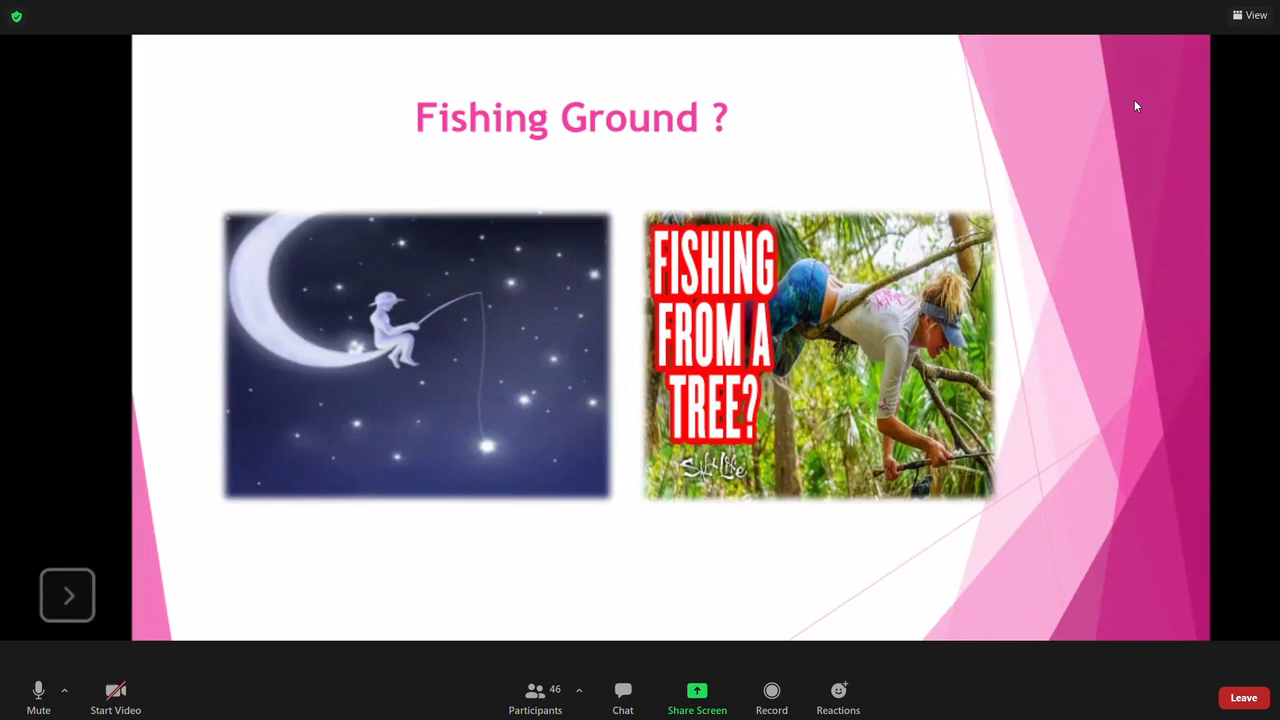 View
Fishing Ground ?
FISHING
FROM A
TREE?
Salt Life
Mute
Start Video
46
Participants
Chat
Share Screen
Record
Reactions
Leave